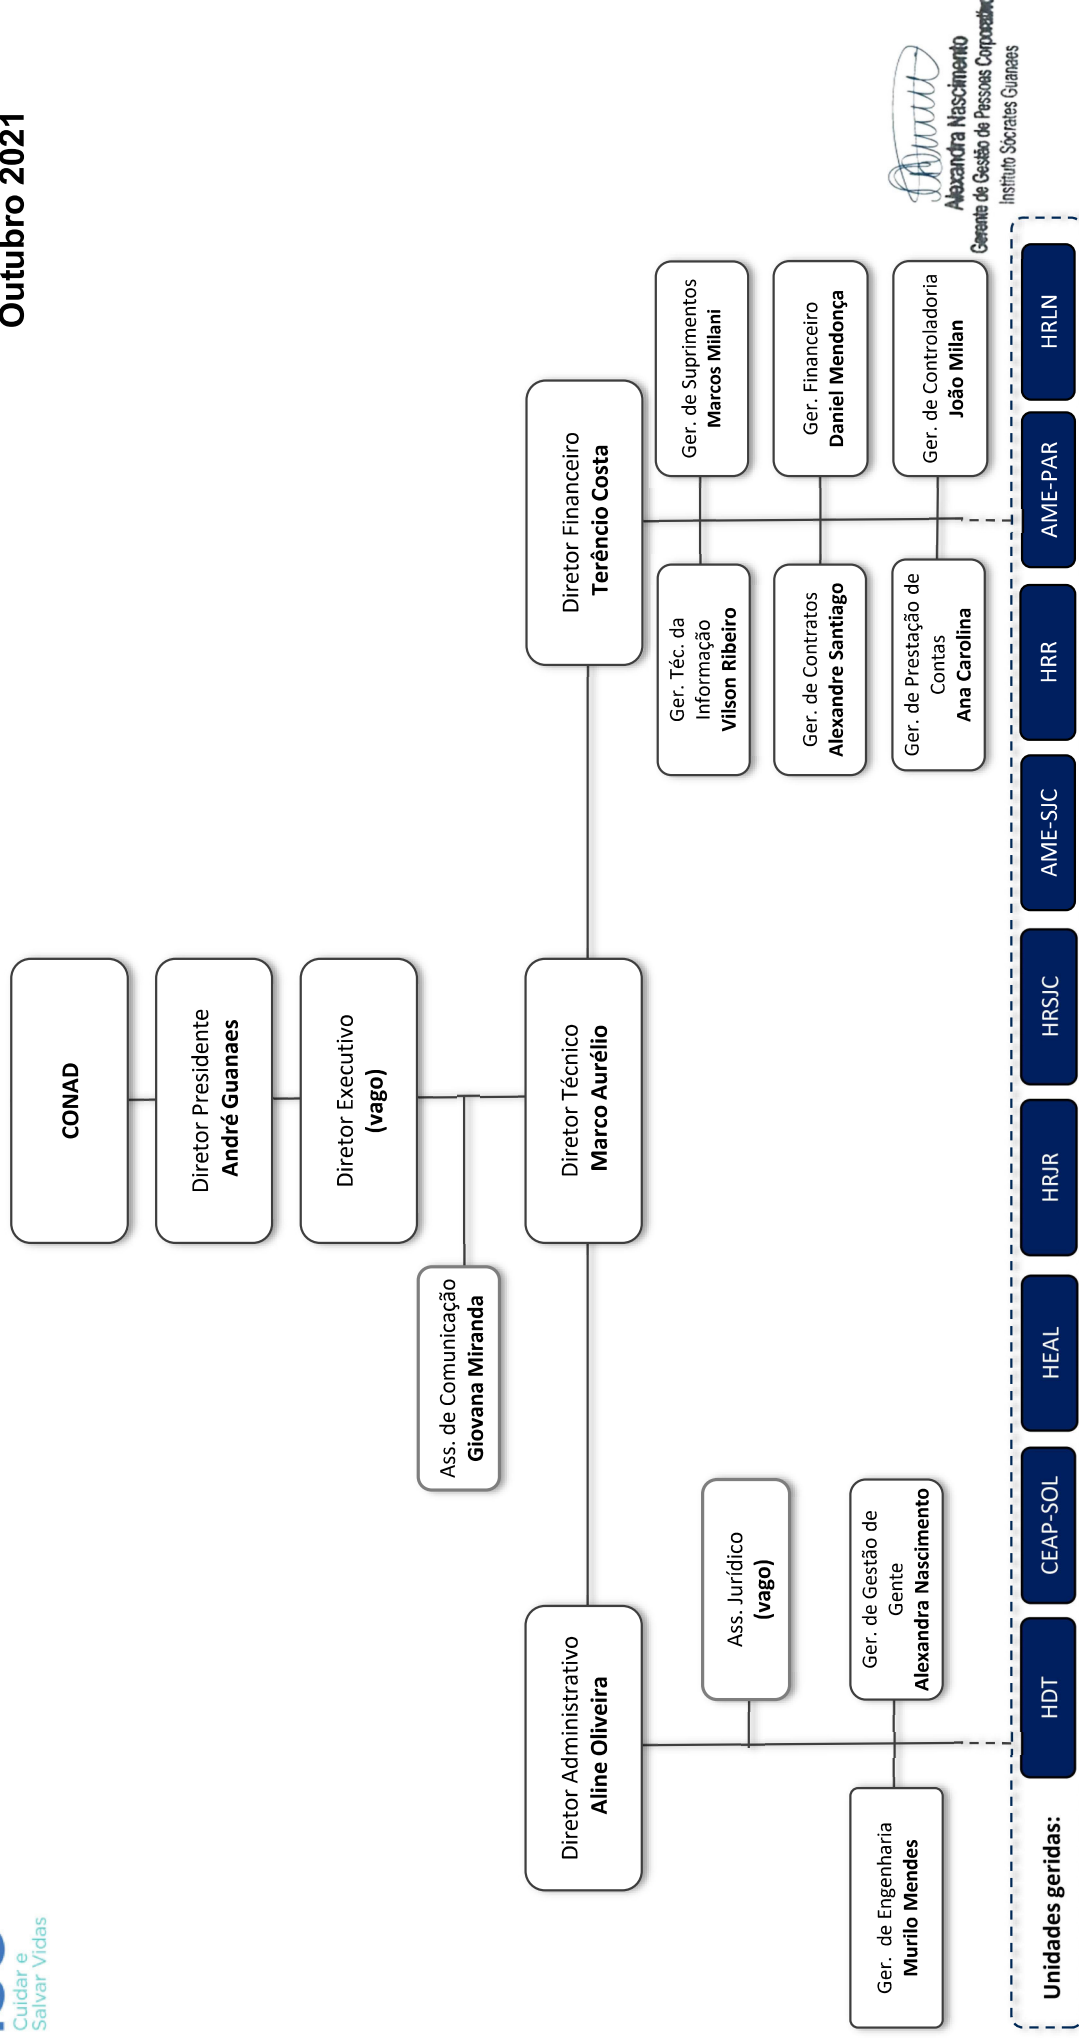 Outubro 2021
Cuidar e
Salvar Vidas
CONAD
Diretor Presidente
André Guanaes
Diretor Executivo
(vago)
Ass. de Comunicação
Giovana Miranda
Diretor Administrativo
Aline Oliveira
Diretor Técnico
Marco Aurélio
Diretor Financeiro
Terêncio Costa
Ass. Jurídico
(vago)
Ger. de Engenharia
Murilo Mendes
Ger. de Gestão de
Gente
Alexandra Nascimento
Ger. Téc. da
Informação
Vilson Ribeiro
Ger. de Suprimentos
Marcos Milani
Ger. de Contratos
Alexandre Santiago
Ger. Financeiro
Daniel Mendonça
Ger. de Prestação de
Contas
Ana Carolina
Ger. de Controladoria
João Milan
Alexandra Nascimento
Gerente de Gestão de Pessoas Corporativo
Instituto Sócrates Guanaes
Unidades geridas:
HDT
CEAP-SOL
HEAL
HRJR
HRSJC
AME-SJC
HRR
AME-PAR
HRLN